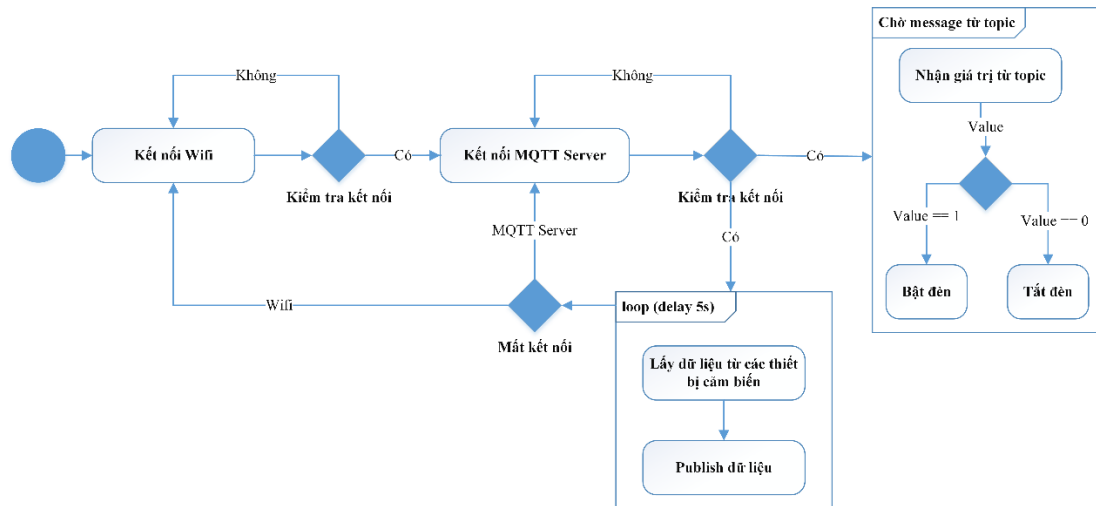 Chờ message từ topic
Nhận giá trị từ topic
Value
Value == 1
Value == 0
Bật đèn
Tắt đèn
Không
Không
Kết nối Wifi
Có
Kết nối MQTT Server
Có
Kiểm tra kết nối
Kiểm tra kết nối
MQTT Server
Có
Wifi
Mất kết nối
loop (delay 5s)
Lấy dữ liệu từ các thiết
bị cảm biến
Publish dữ liệu